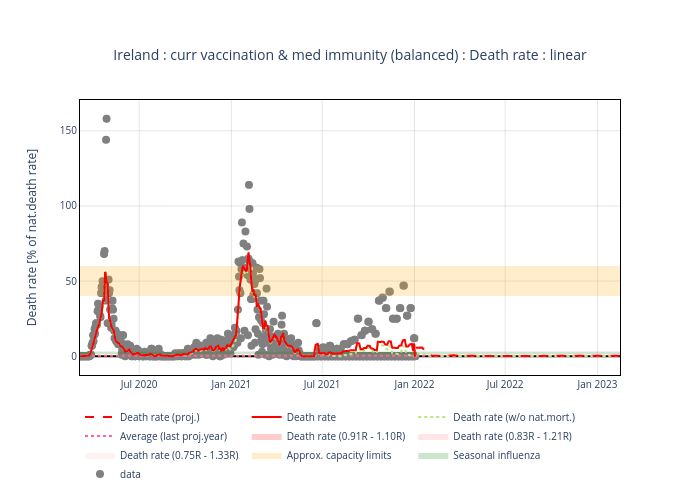 Ireland : curr vaccination & med immunity (balanced) : Death rate : linear
Death rate [% of nat.death rate]
150
100
50
0
Jul 2020
Jan 2021
Jul 2021
Jan 2022
Jul 2022
Jan 2023
Death rate (proj.)
Death rate
Death rate (w/o nat.mort.)
Average (last proj.year)
Death rate (0.91R - 1.10R)
Death rate (0.83R - 1.21R)
Death rate (0.75R - 1.33R)
Approx. capacity limits
Seasonal influenza
data